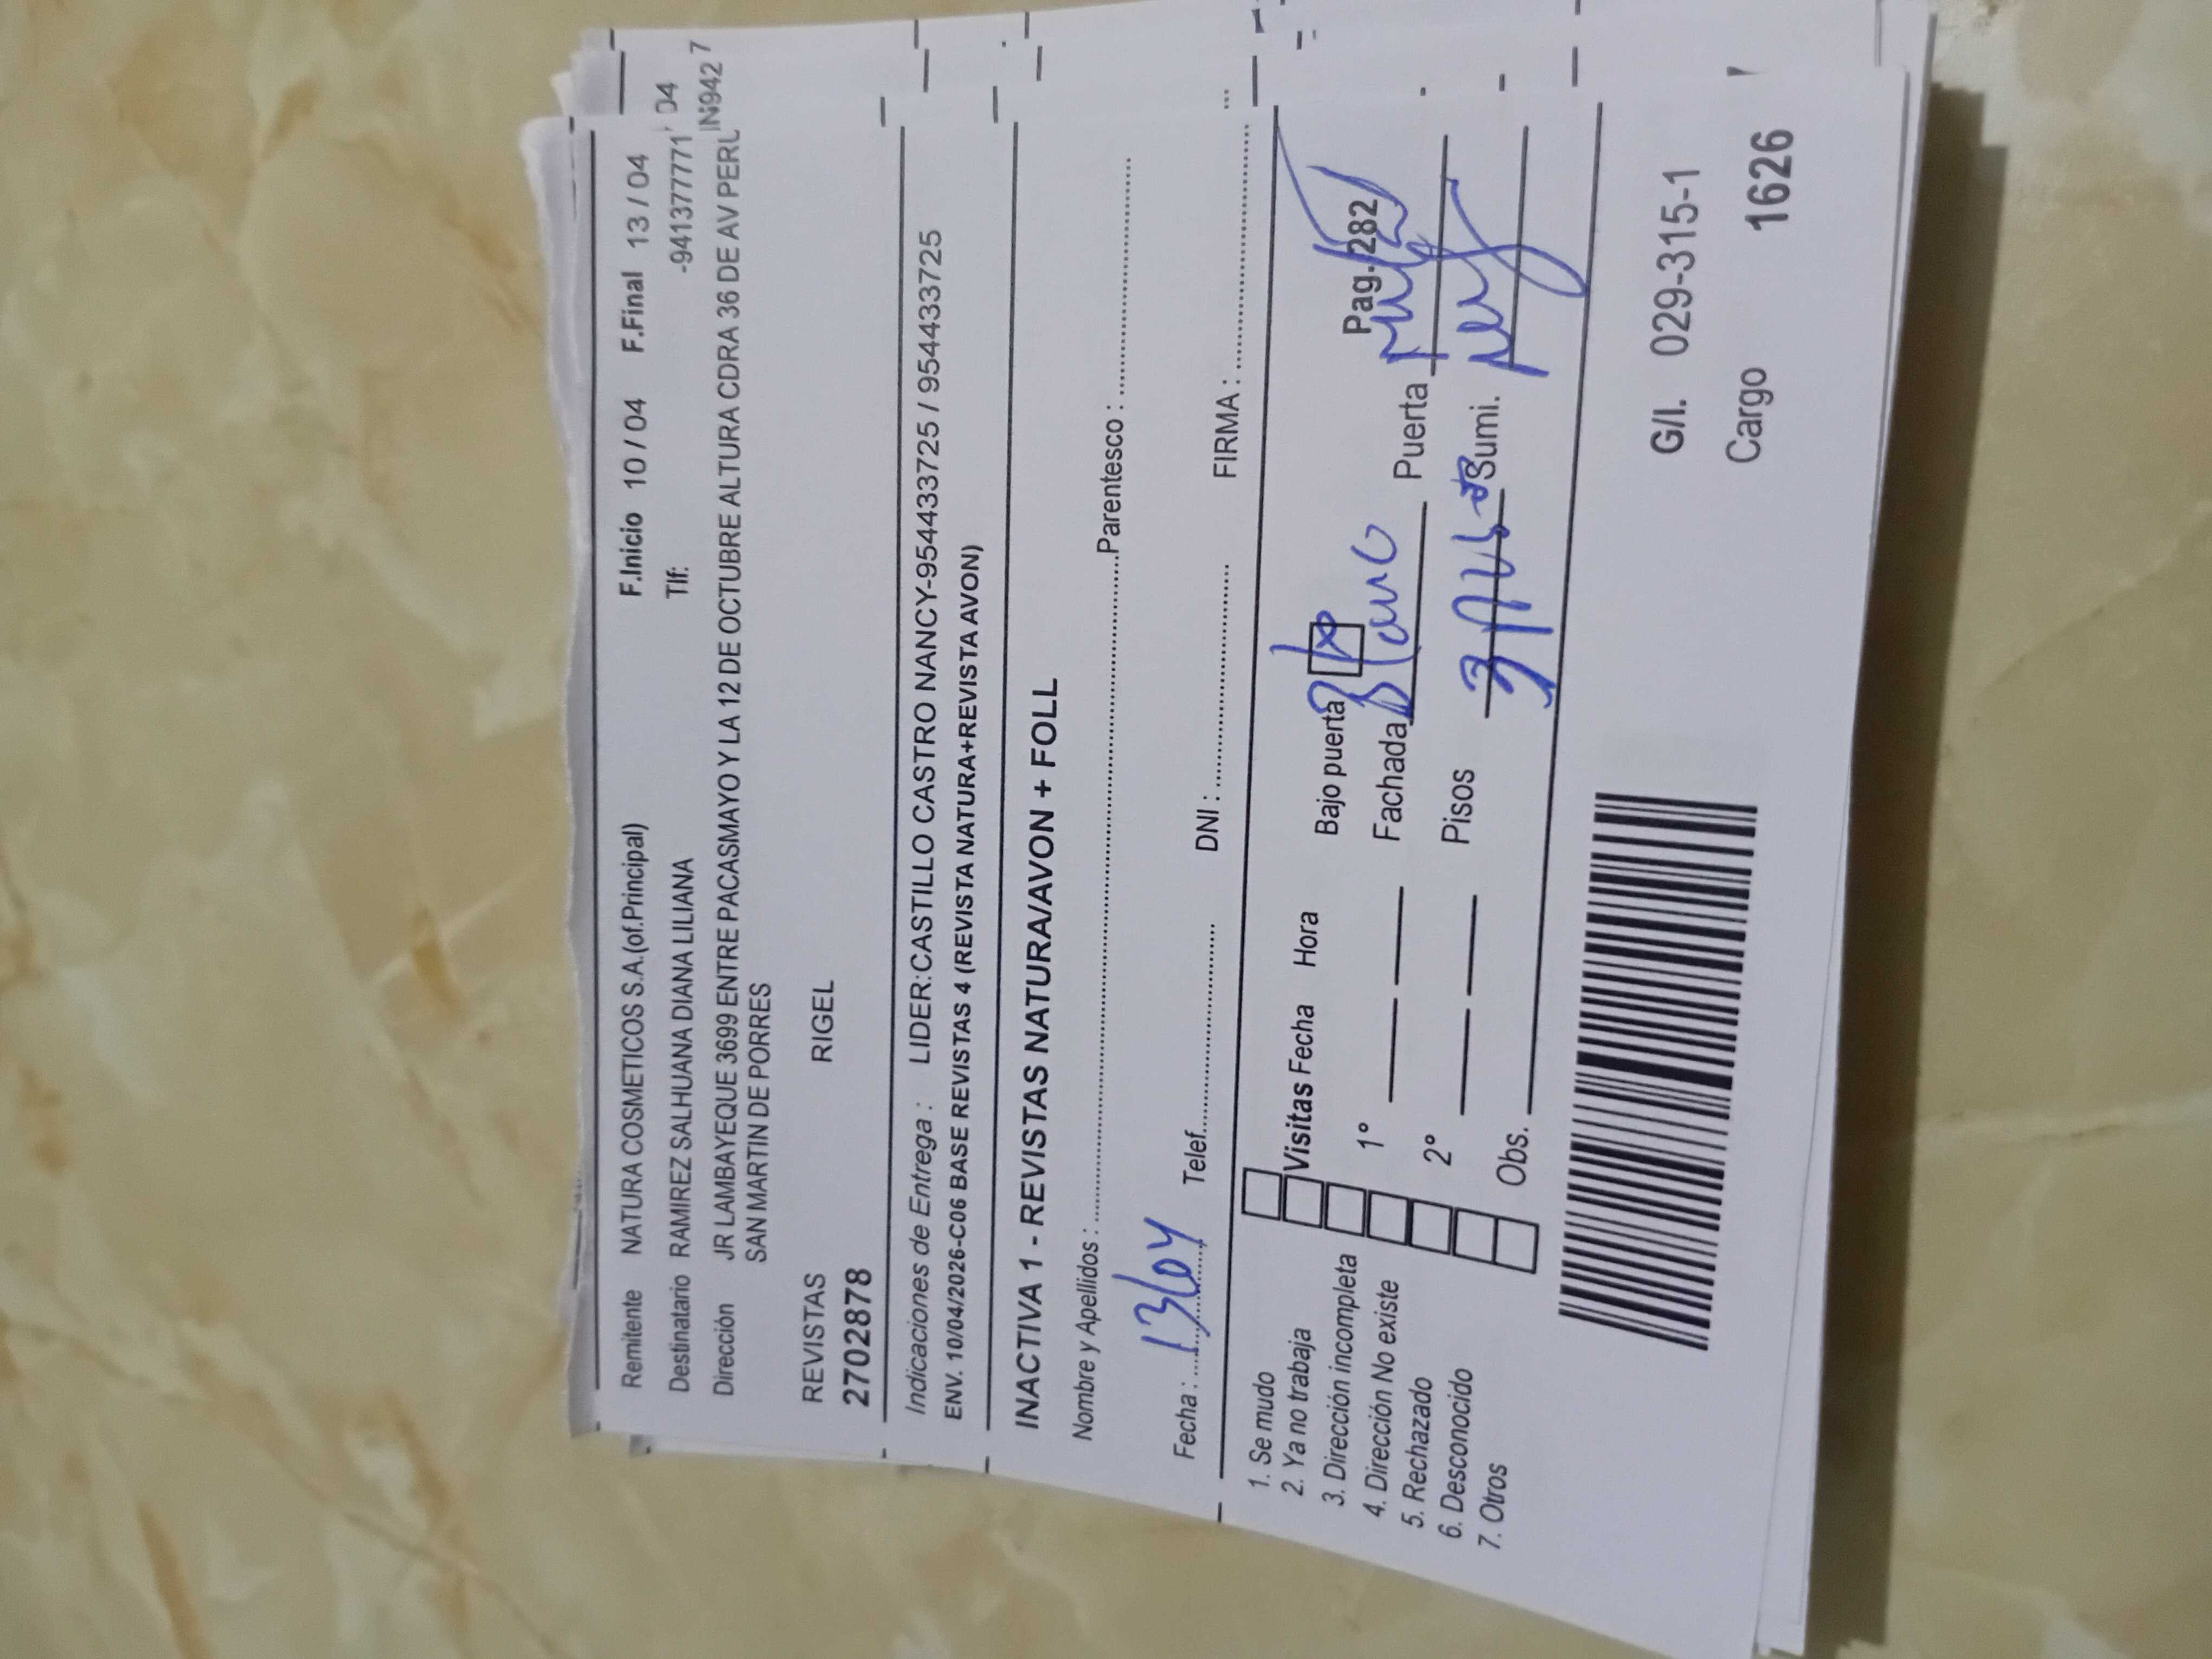 Remitente NATURA COSMETICOS S.A.(of.Principal) F.Inicio 10 / 04 F.Final 13 / 04
Destinatario RAMIREZ SALHUANA DIANA LILIANA Tlf: -941377771 04
Dirección JR LAMBAYEQUE 3699 ENTRE PACASMAYO Y LA 12 DE OCTUBRE ALTURA CDRA 36 DE AV PERU
SAN MARTIN DE PORRES
REVISTAS RIGEL
2702878
Indicaciones de Entrega : LIDER:CASTILLO CASTRO NANCY-954433725 / 954433725
ENV. 10/04/2026-C06 BASE REVISTAS 4 (REVISTA NATURA+REVISTA AVON)
INACTIVA 1 - REVISTAS NATURA/AVON + FOLL
Nombre y Apellidos : Parentesco :
Fecha : 13/04 Telef. DNI : FIRMA :
1. Se mudo
2. Ya no trabaja
3. Dirección incompleta
4. Dirección No existe
5. Rechazado
6. Desconocido
7. Otros
Visitas Fecha Hora
1°
2°
Obs.
Bajo puerta
Pag.-282
Fachada Blanc Puerta
Pisos 3 Sumi.
G/I. 029-315-1
Cargo 1626